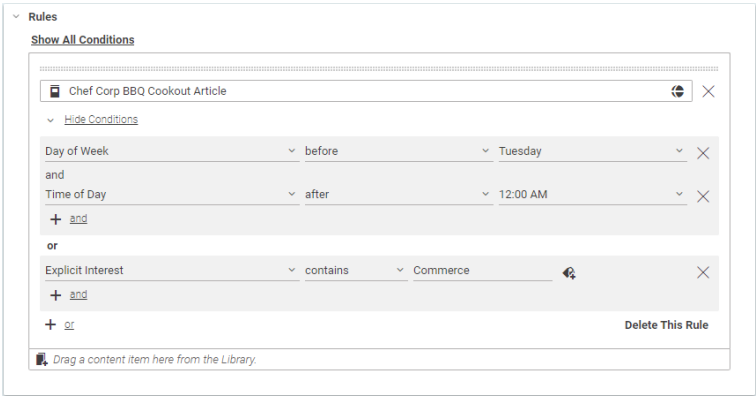 Rules
Show All Conditions
Chef Corp BBQ Cookout Article
Hide Conditions
Day of Week before Tuesday
and
Time of Day after 12:00 AM
and
or
Explicit Interest contains Commerce
and
or Delete This Rule
Drag a content item here from the Library.